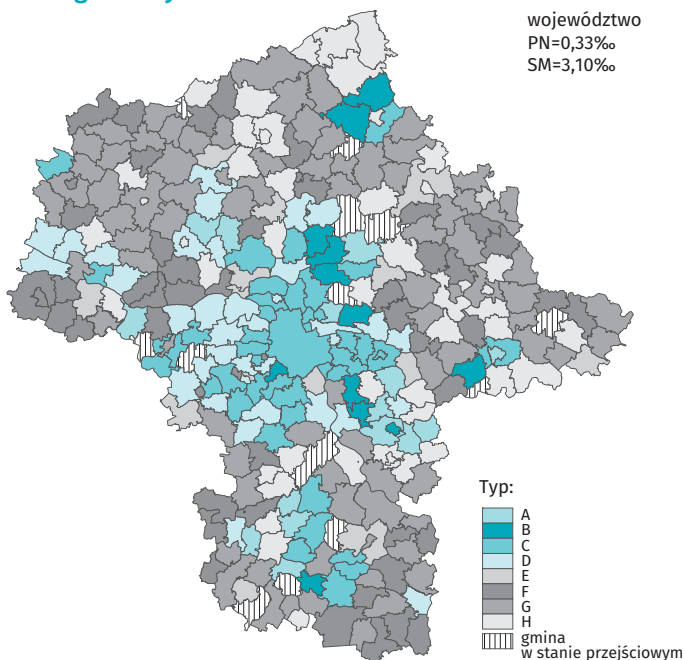 województwo
PN=0,33‰
SM=3,10‰
Typ:
A
B
C
D
E
F
G
H
gmina
w stanie przejściowym